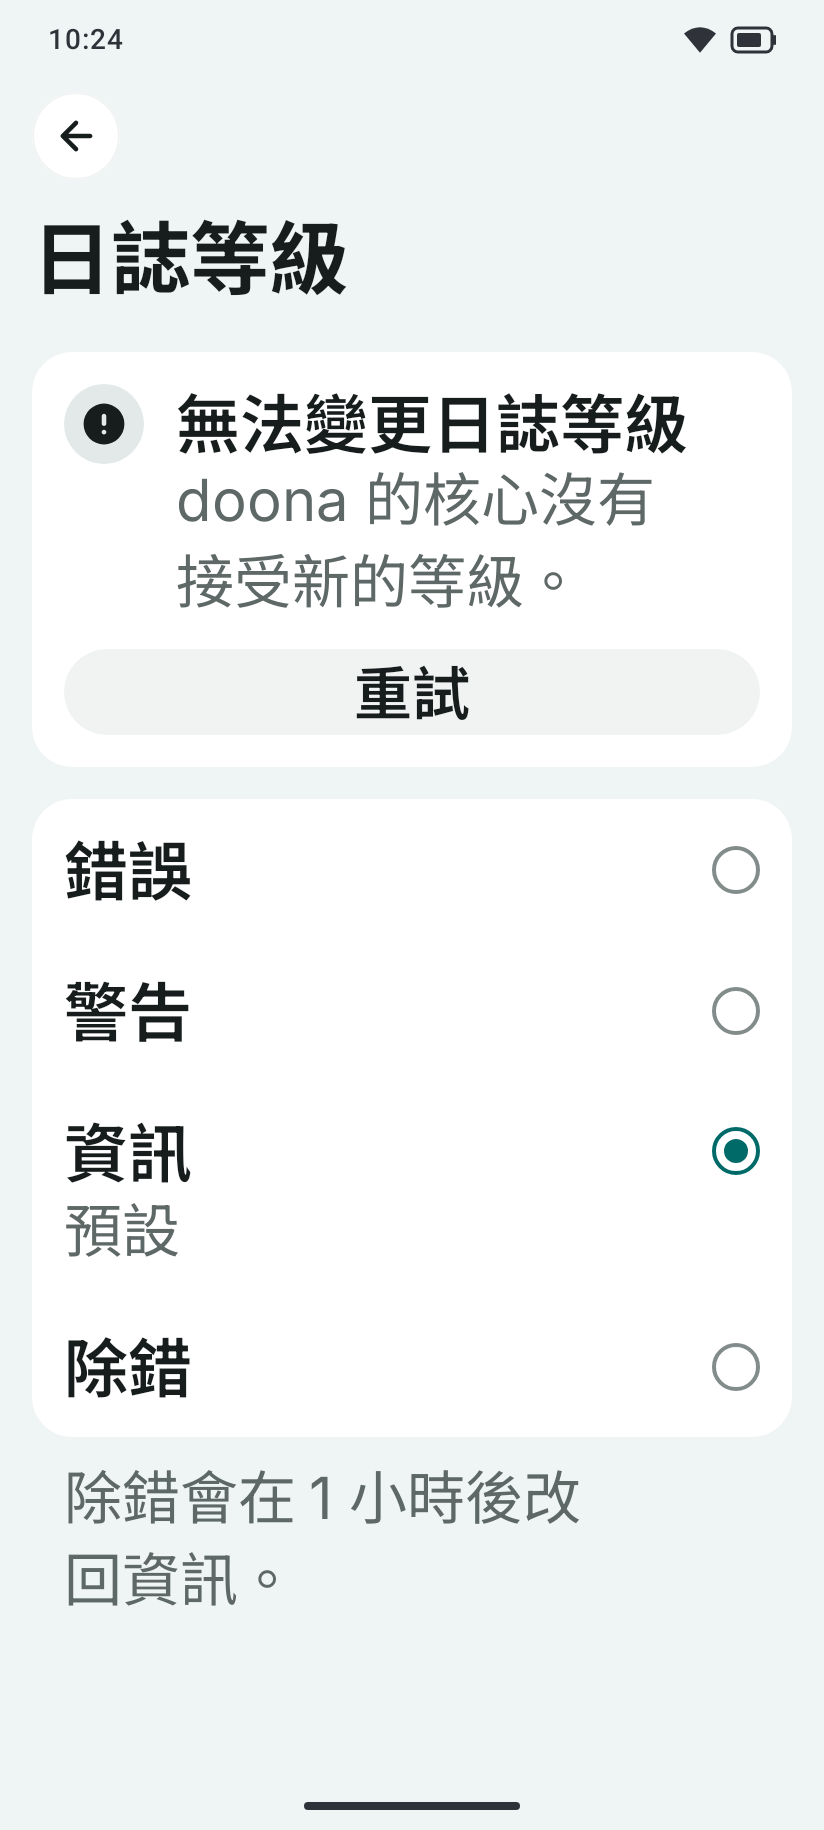 10:24
日誌等級
無法變更日誌等級
doona 的核心沒有
接受新的等級。
重試
錯誤
警告
資訊
預設
除錯
除錯會在 1 小時後改
回資訊。